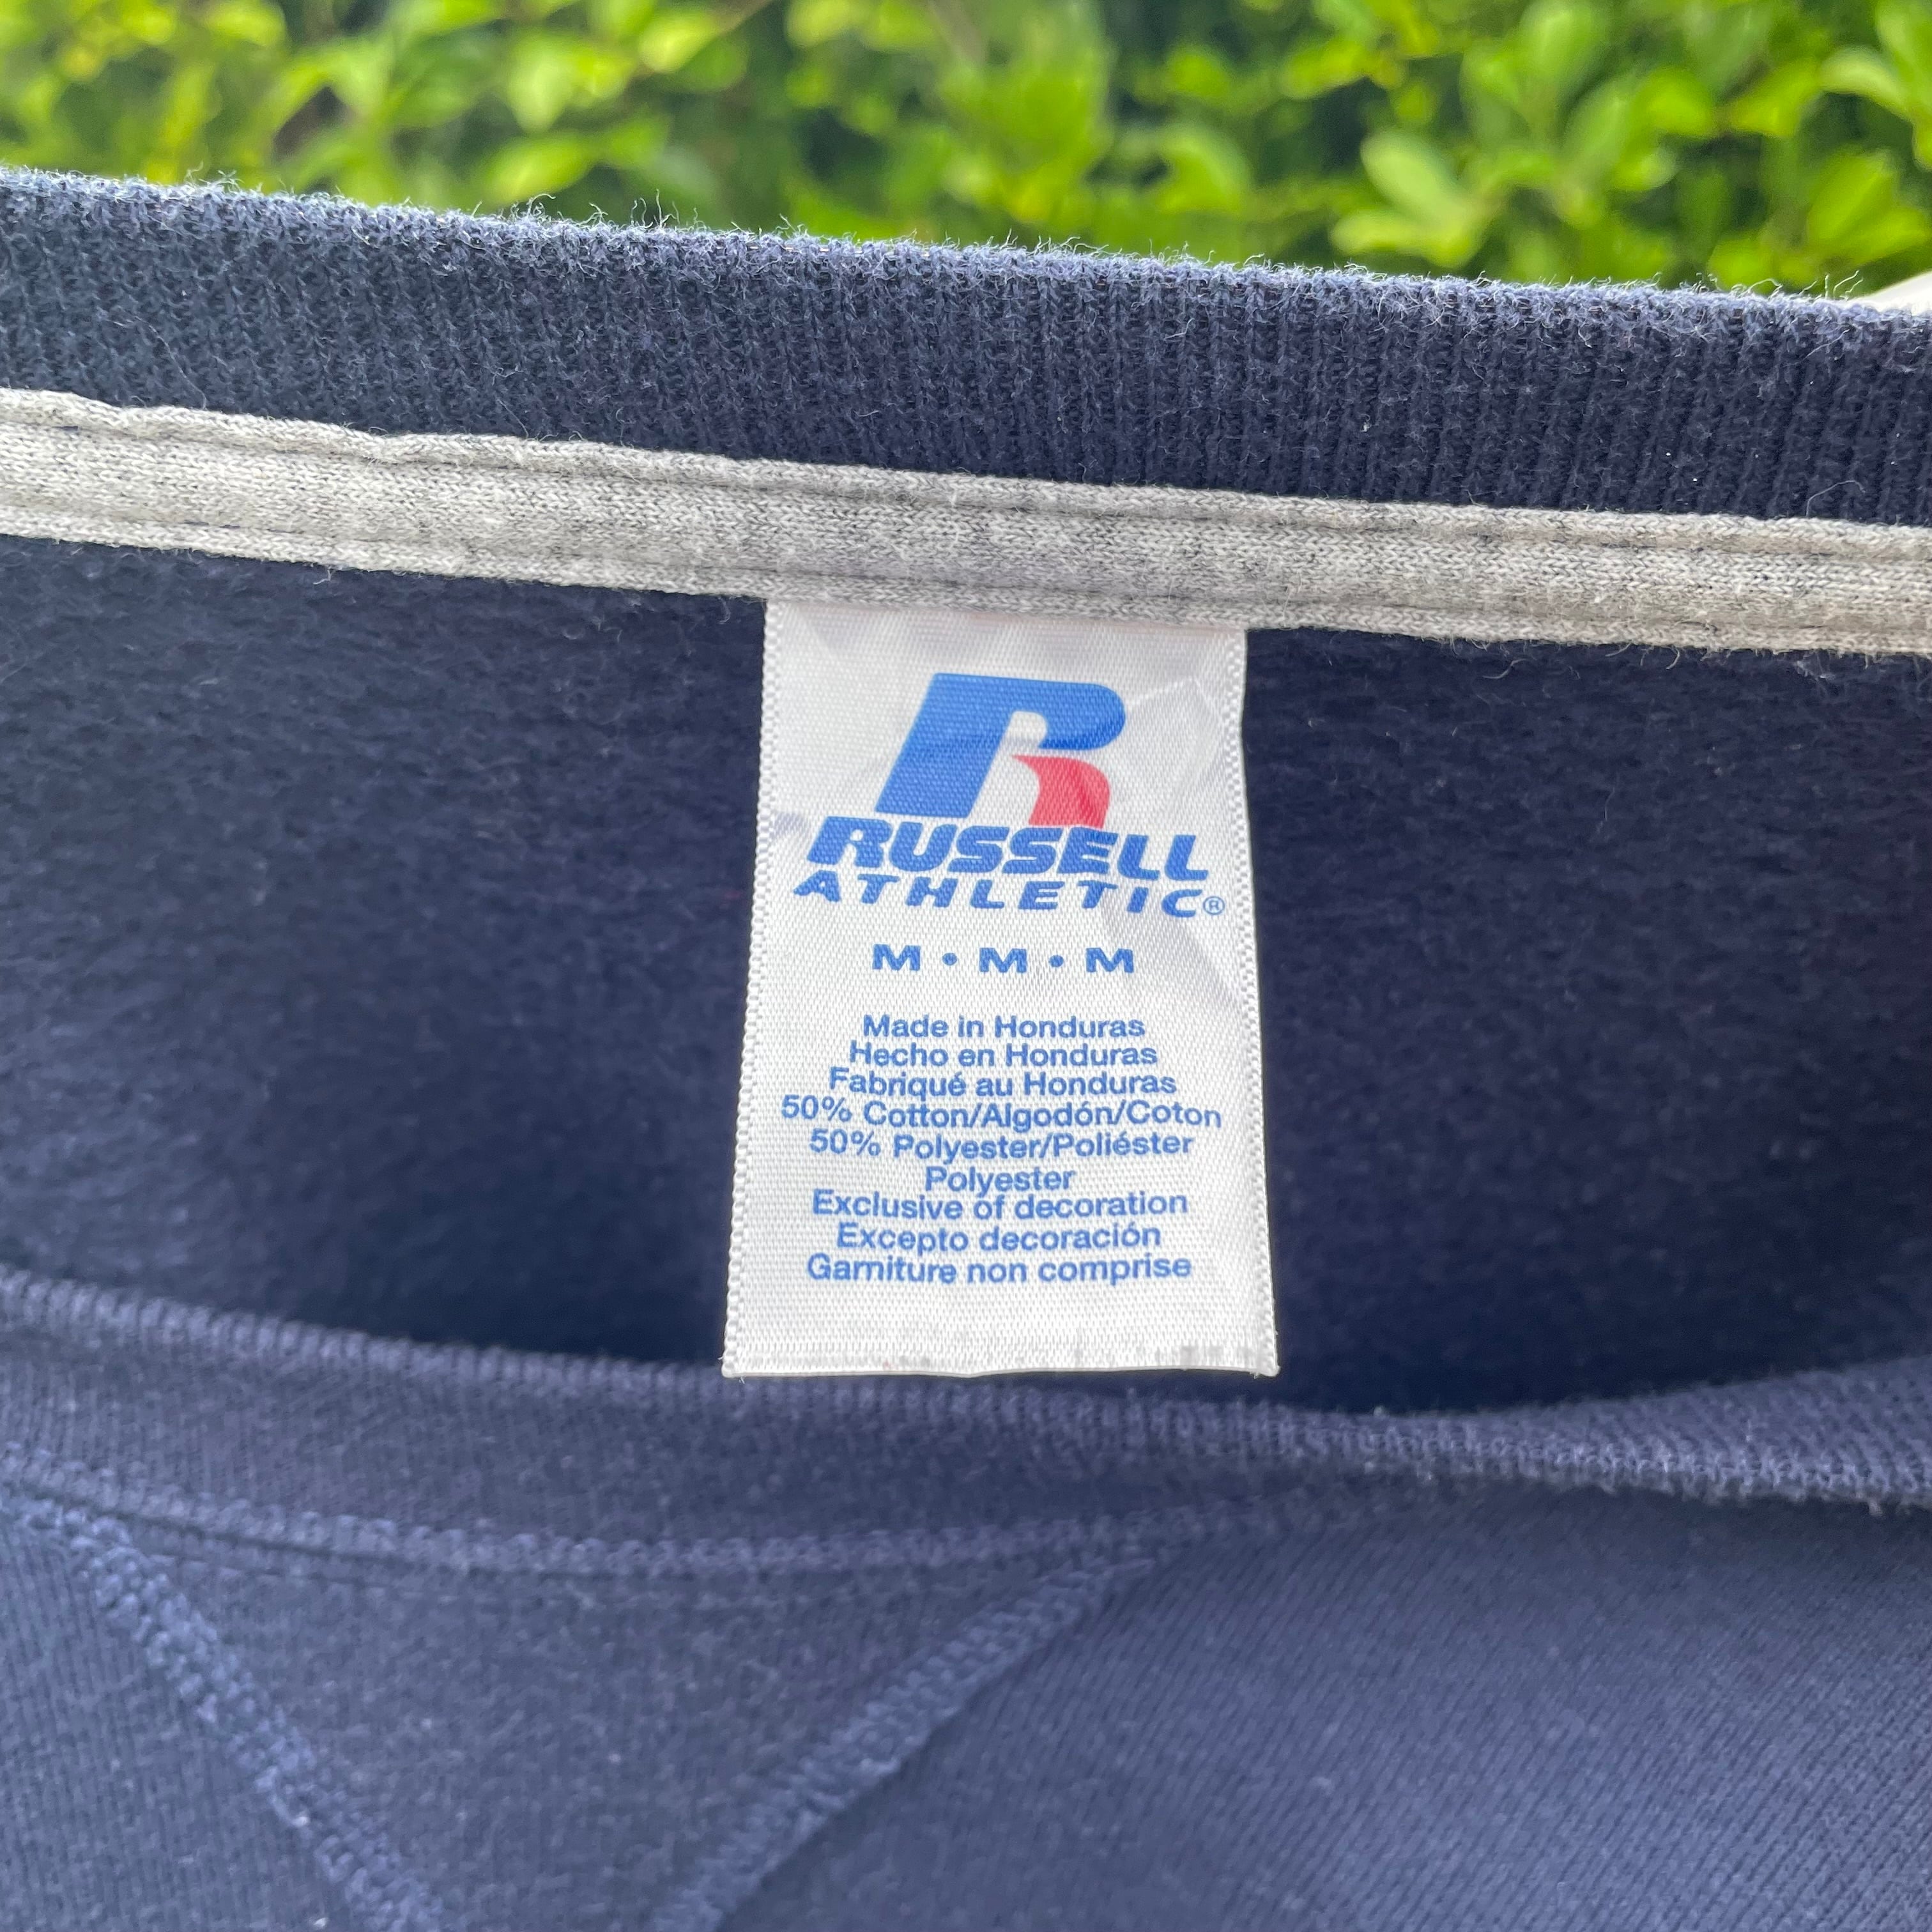 R
RUSSELL
ATHLETIC®
M • M • M
Made in Honduras
Hecho en Honduras
Fabriqué au Honduras
50% Cotton/Algodón/Coton
50% Polyester/Poliéster
Polyester
Exclusive of decoration
Excepto decoración
Garniture non comprise